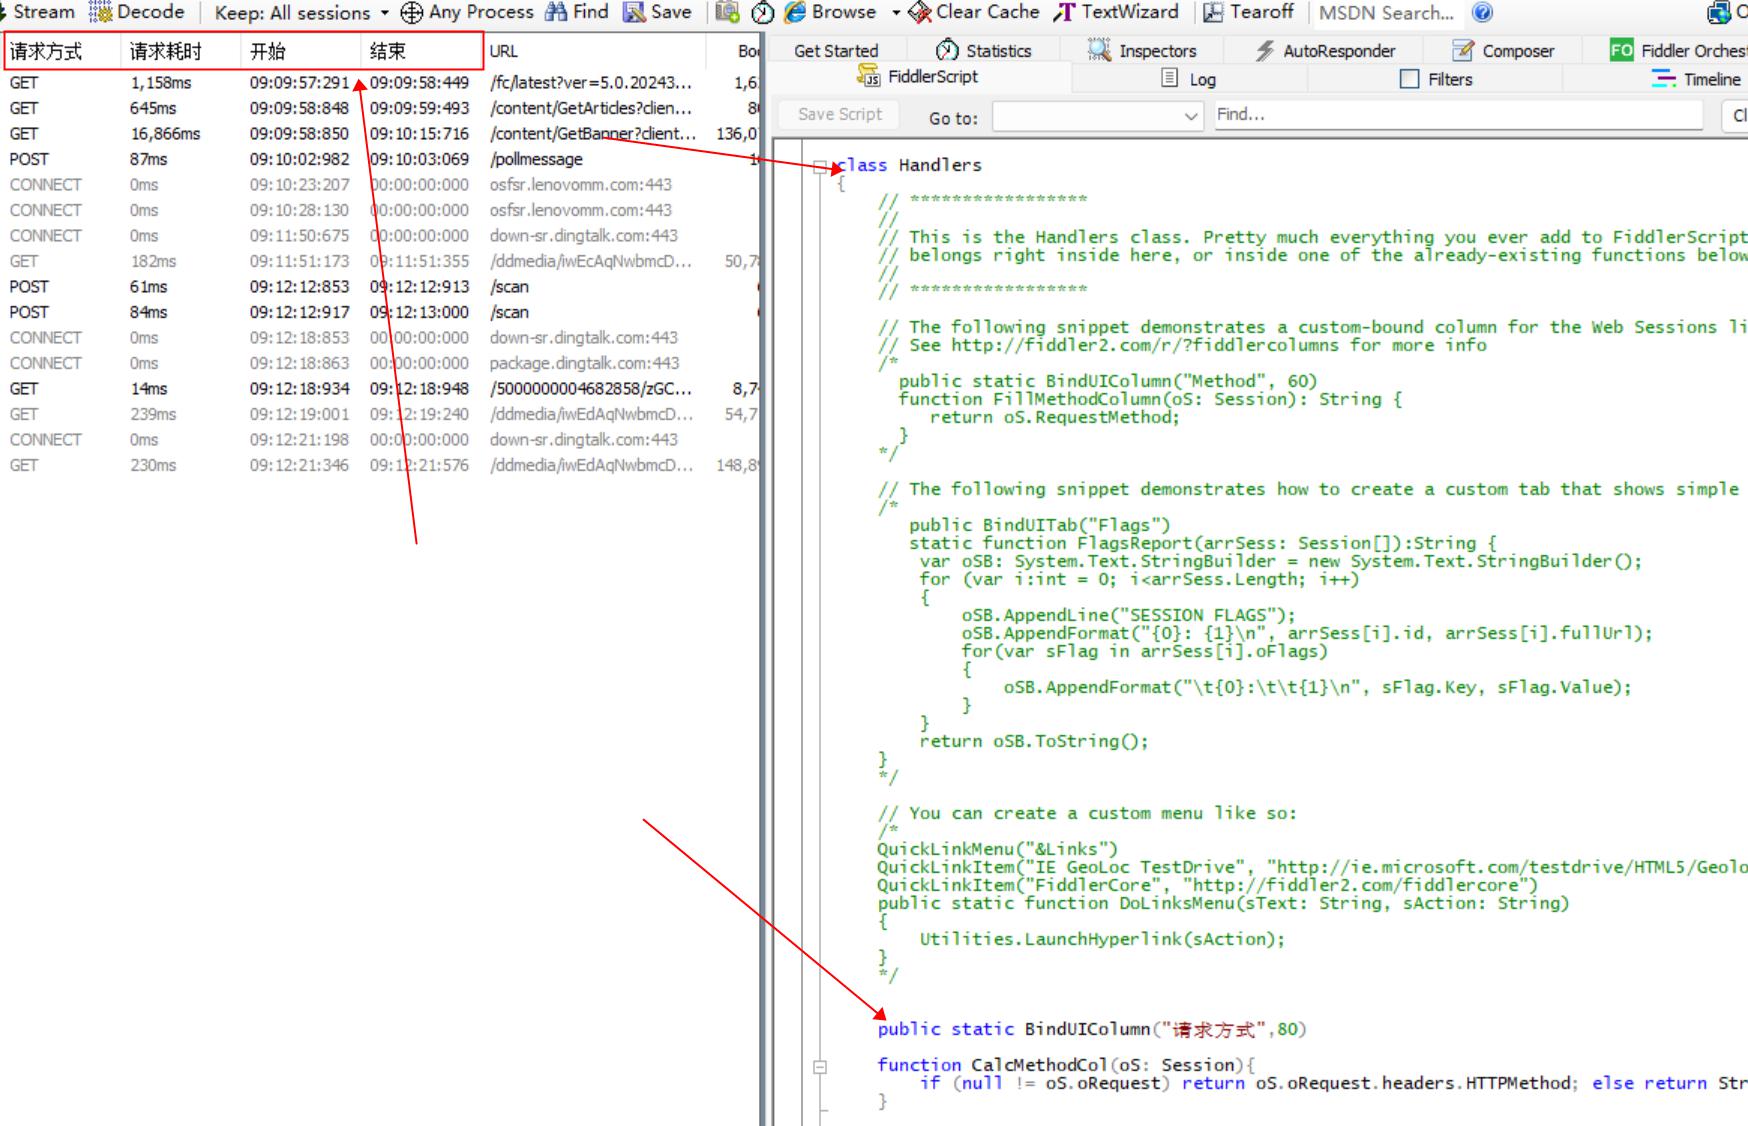 Stream Decode Keep: All sessions Any Process Find Save Browse Clear Cache TextWizard Tearoff MSDN Search...
请求方式 请求耗时 开始 结束 URL
GET 1,158ms 09:09:57:291 09:09:58:449 /fc/latest?ver=5.0.20243...
GET 645ms 09:09:58:848 09:09:59:493 /content/GetArticles?clien...
GET 16,866ms 09:09:58:850 09:10:15:716 /content/GetBanner?client...
POST 87ms 09:10:02:982 09:10:03:069 /pollmessage
CONNECT 0ms 09:10:23:207 00:00:00:000 osfsr.lenovomm.com:443
CONNECT 0ms 09:10:28:130 00:00:00:000 osfsr.lenovomm.com:443
CONNECT 0ms 09:11:50:675 00:00:00:000 down-sr.dingtalk.com:443
GET 182ms 09:11:51:173 09:11:51:355 /ddmedia/iwEcAqNwbmcD...
POST 61ms 09:12:12:853 09:12:12:913 /scan
POST 84ms 09:12:12:917 09:12:13:000 /scan
CONNECT 0ms 09:12:18:853 00:00:00:000 down-sr.dingtalk.com:443
CONNECT 0ms 09:12:18:863 00:00:00:000 package.dingtalk.com:443
GET 14ms 09:12:18:934 09:12:18:948 /5000000004682858/zGC...
GET 239ms 09:12:19:001 09:12:19:240 /ddmedia/iwEdAqNwbmcD...
CONNECT 0ms 09:12:21:198 00:00:00:000 down-sr.dingtalk.com:443
GET 230ms 09:12:21:346 09:12:21:576 /ddmedia/iwEdAqNwbmcD...
Get Started Statistics Inspectors AutoResponder Composer FO Fiddler Orchest
FiddlerScript Log Filters Timeline
Save Script Go to: Find... Cl
class Handlers
{
// *****************
//
// This is the Handlers class. Pretty much everything you ever add to FiddlerScript
// belongs right inside here, or inside one of the already-existing functions below
//
// *****************
// The following snippet demonstrates a custom-bound column for the Web Sessions li
// See http://fiddler2.com/r/?fiddlercolumns for more info
/*
public static BindUIColumn("Method", 60)
function FillMethodColumn(oS: Session): String {
return oS.RequestMethod;
}
*/
// The following snippet demonstrates how to create a custom tab that shows simple
/*
public BindUITab("Flags")
static function FlagsReport(arrSess: Session[]):String {
var oSB: System.Text.StringBuilder = new System.Text.StringBuilder();
for (var i:int = 0; i<arrSess.Length; i++)
{
oSB.AppendLine("SESSION FLAGS");
oSB.AppendFormat("{0}: {1}\n", arrSess[i].id, arrSess[i].fullUrl);
for(var sFlag in arrSess[i].oFlags)
{
oSB.AppendFormat("\t{0}:\t\t{1}\n", sFlag.Key, sFlag.Value);
}
}
return oSB.ToString();
}
*/
// You can create a custom menu like so:
/*
QuickLinkMenu("&Links")
QuickLinkItem("IE GeoLoc TestDrive", "http://ie.microsoft.com/testdrive/HTML5/Geolo
QuickLinkItem("FiddlerCore", "http://fiddler2.com/fiddlercore")
public static function DoLinksMenu(sText: String, sAction: String)
{
Utilities.LaunchHyperlink(sAction);
}
*/
public static BindUIColumn("请求方式",80)
function CalcMethodCol(oS: Session){
if (null != oS.oRequest) return oS.oRequest.headers.HTTPMethod; else return Str
}